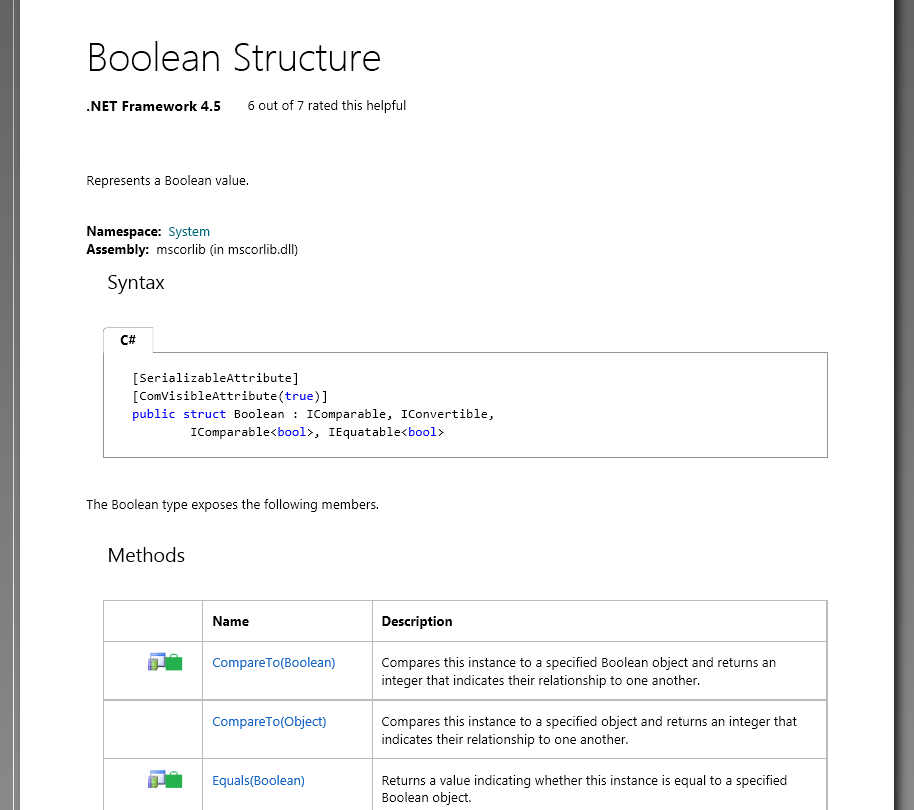 Boolean Structure
.NET Framework 4.5 6 out of 7 rated this helpful
Represents a Boolean value.
Namespace: System
Assembly: mscorlib (in mscorlib.dll)
Syntax
C#
[SerializableAttribute]
[ComVisibleAttribute(true)]
public struct Boolean : IComparable, IConvertible,
        IComparable<bool>, IEquatable<bool>
The Boolean type exposes the following members.
Methods
Name Description
CompareTo(Boolean) Compares this instance to a specified Boolean object and returns an
integer that indicates their relationship to one another.
CompareTo(Object) Compares this instance to a specified object and returns an integer that
indicates their relationship to one another.
Equals(Boolean) Returns a value indicating whether this instance is equal to a specified
Boolean object.